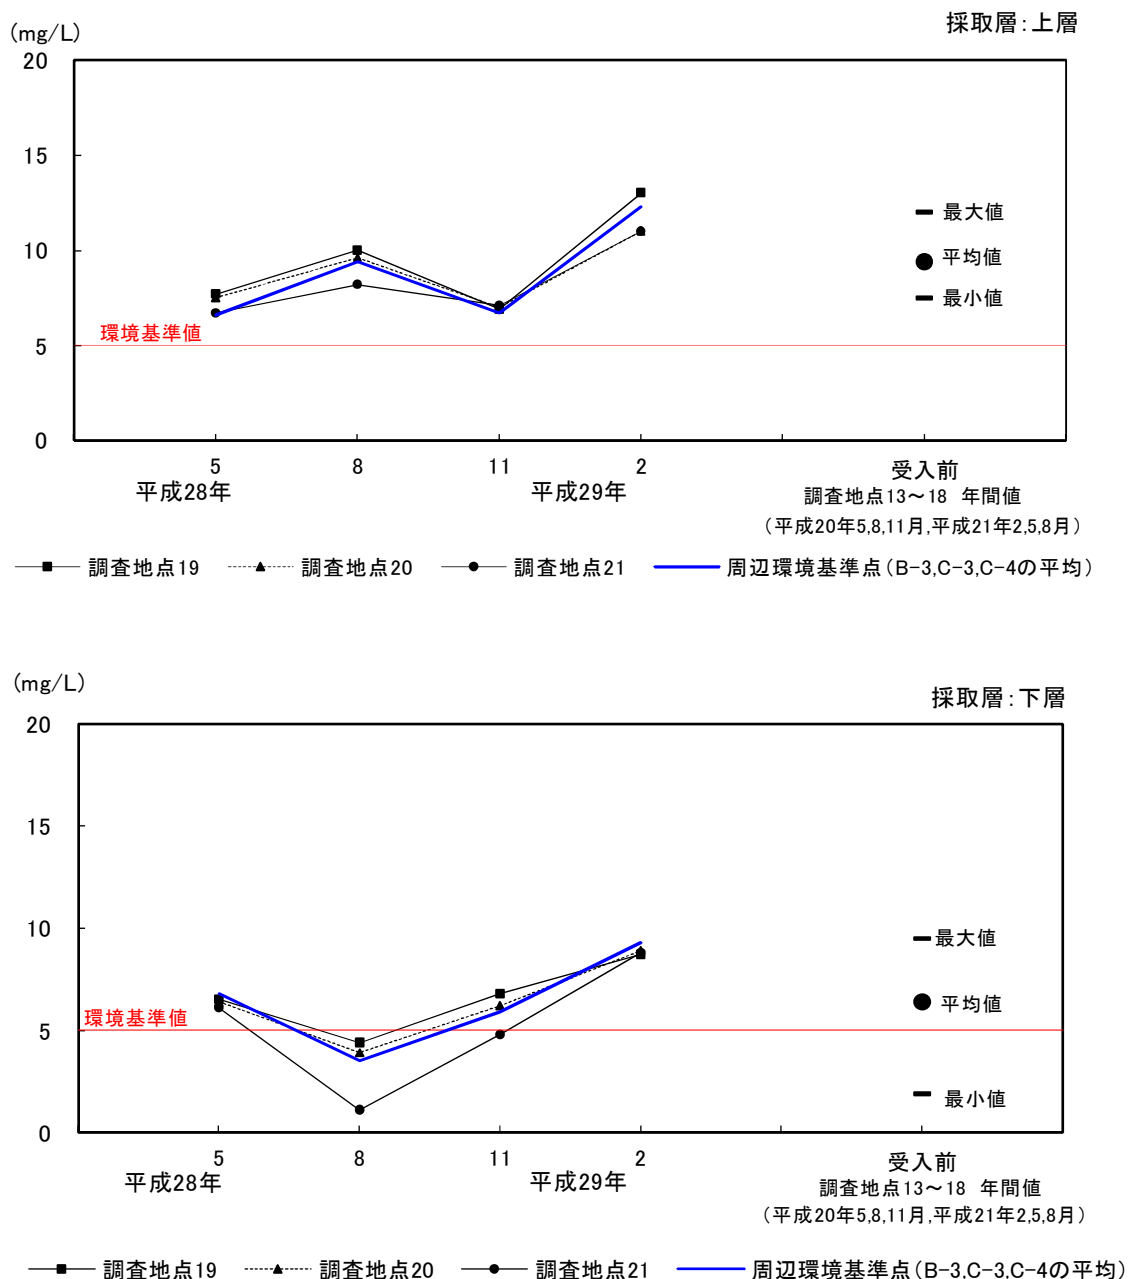 (mg/L)
採取層:上層
20
15
10
5
0
最大値
平均値
最小値
環境基準値
5 8 11 2 受入前
平成28年 平成29年
調査地点13～18 年間値
(平成20年5,8,11月,平成21年2,5,8月)
調査地点19 調査地点20 調査地点21 周辺環境基準点(B-3,C-3,C-4の平均)
(mg/L)
採取層:下層
20
15
10
5
0
最大値
平均値
最小値
環境基準値
5 8 11 2 受入前
平成28年 平成29年
調査地点13～18 年間値
(平成20年5,8,11月,平成21年2,5,8月)
調査地点19 調査地点20 調査地点21 周辺環境基準点(B-3,C-3,C-4の平均)